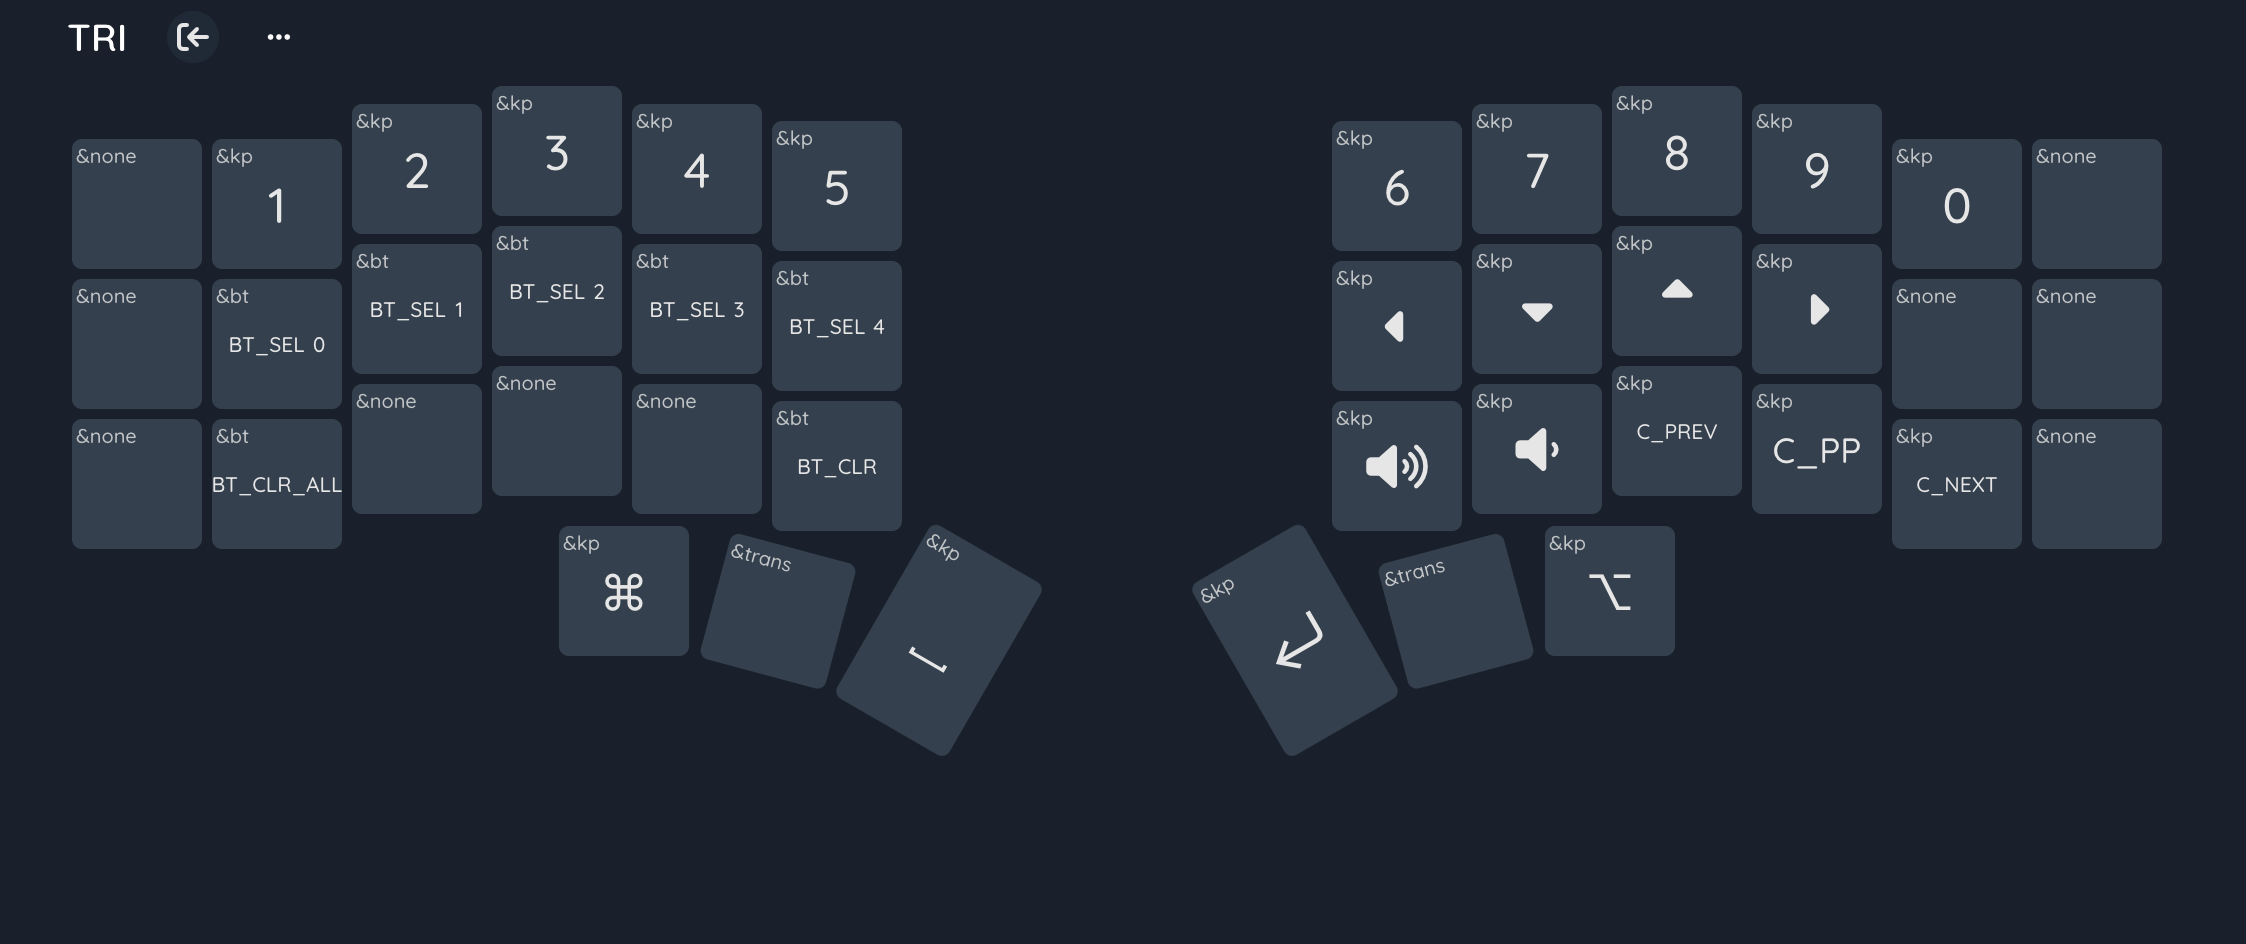 TRI
&none
&kp
1
&kp
2
&kp
3
&kp
4
&kp
5
&kp
6
&kp
7
&kp
8
&kp
9
&kp
0
&none
&none
&bt
BT_SEL 0
&bt
BT_SEL 1
&bt
BT_SEL 2
&bt
BT_SEL 3
&bt
BT_SEL 4
&kp
&kp
&kp
&kp
&none
&none
&none
&bt
BT_CLR_ALL
&none
&none
&none
&bt
BT_CLR
&kp
&kp
&kp
C_PREV
&kp
C_PP
&kp
C_NEXT
&none
&kp
⌘
&trans
&kp
&kp
&trans
&kp
⌥